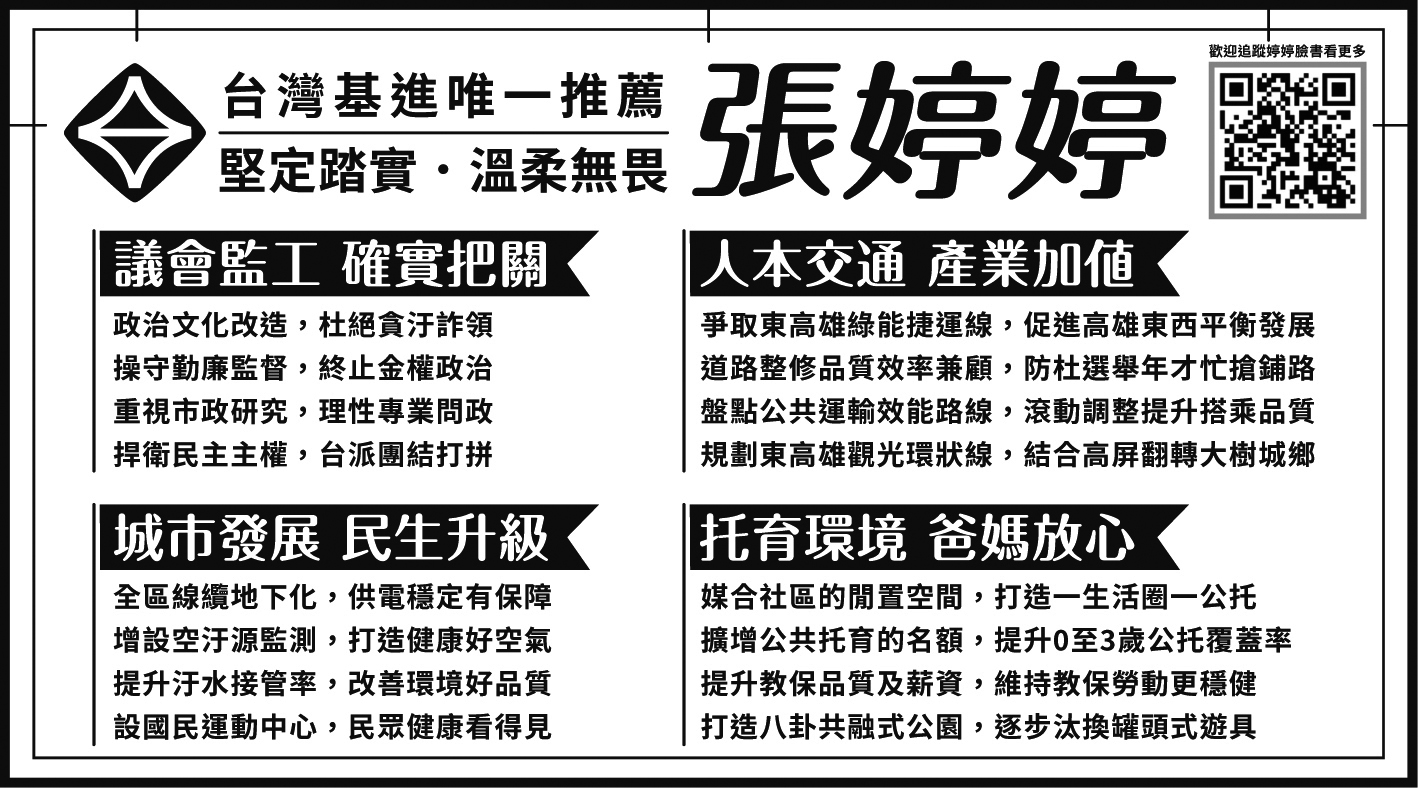 台灣基進唯一推薦
堅定踏實・溫柔無畏
張婷婷
歡迎追蹤婷婷臉書看更多
議會監工 確實把關
政治文化改造，杜絕貪汙詐領
操守勤廉監督，終止金權政治
重視市政研究，理性專業問政
捍衛民主主權，台派團結打拼
人本交通 產業加值
爭取東高雄綠能捷運線，促進高雄東西平衡發展
道路整修品質效率兼顧，防杜選舉年才忙搶鋪路
盤點公共運輸效能路線，滾動調整提升搭乘品質
規劃東高雄觀光環狀線，結合高屏翻轉大樹城鄉
城市發展 民生升級
全區線纜地下化，供電穩定有保障
增設空汙源監測，打造健康好空氣
提升汙水接管率，改善環境好品質
設國民運動中心，民眾健康看得見
托育環境 爸媽放心
媒合社區的閒置空間，打造一生活圈一公托
擴增公共托育的名額，提升0至3歲公托覆蓋率
提升教保品質及薪資，維持教保勞動更穩健
打造八卦共融式公園，逐步汰換罐頭式遊具